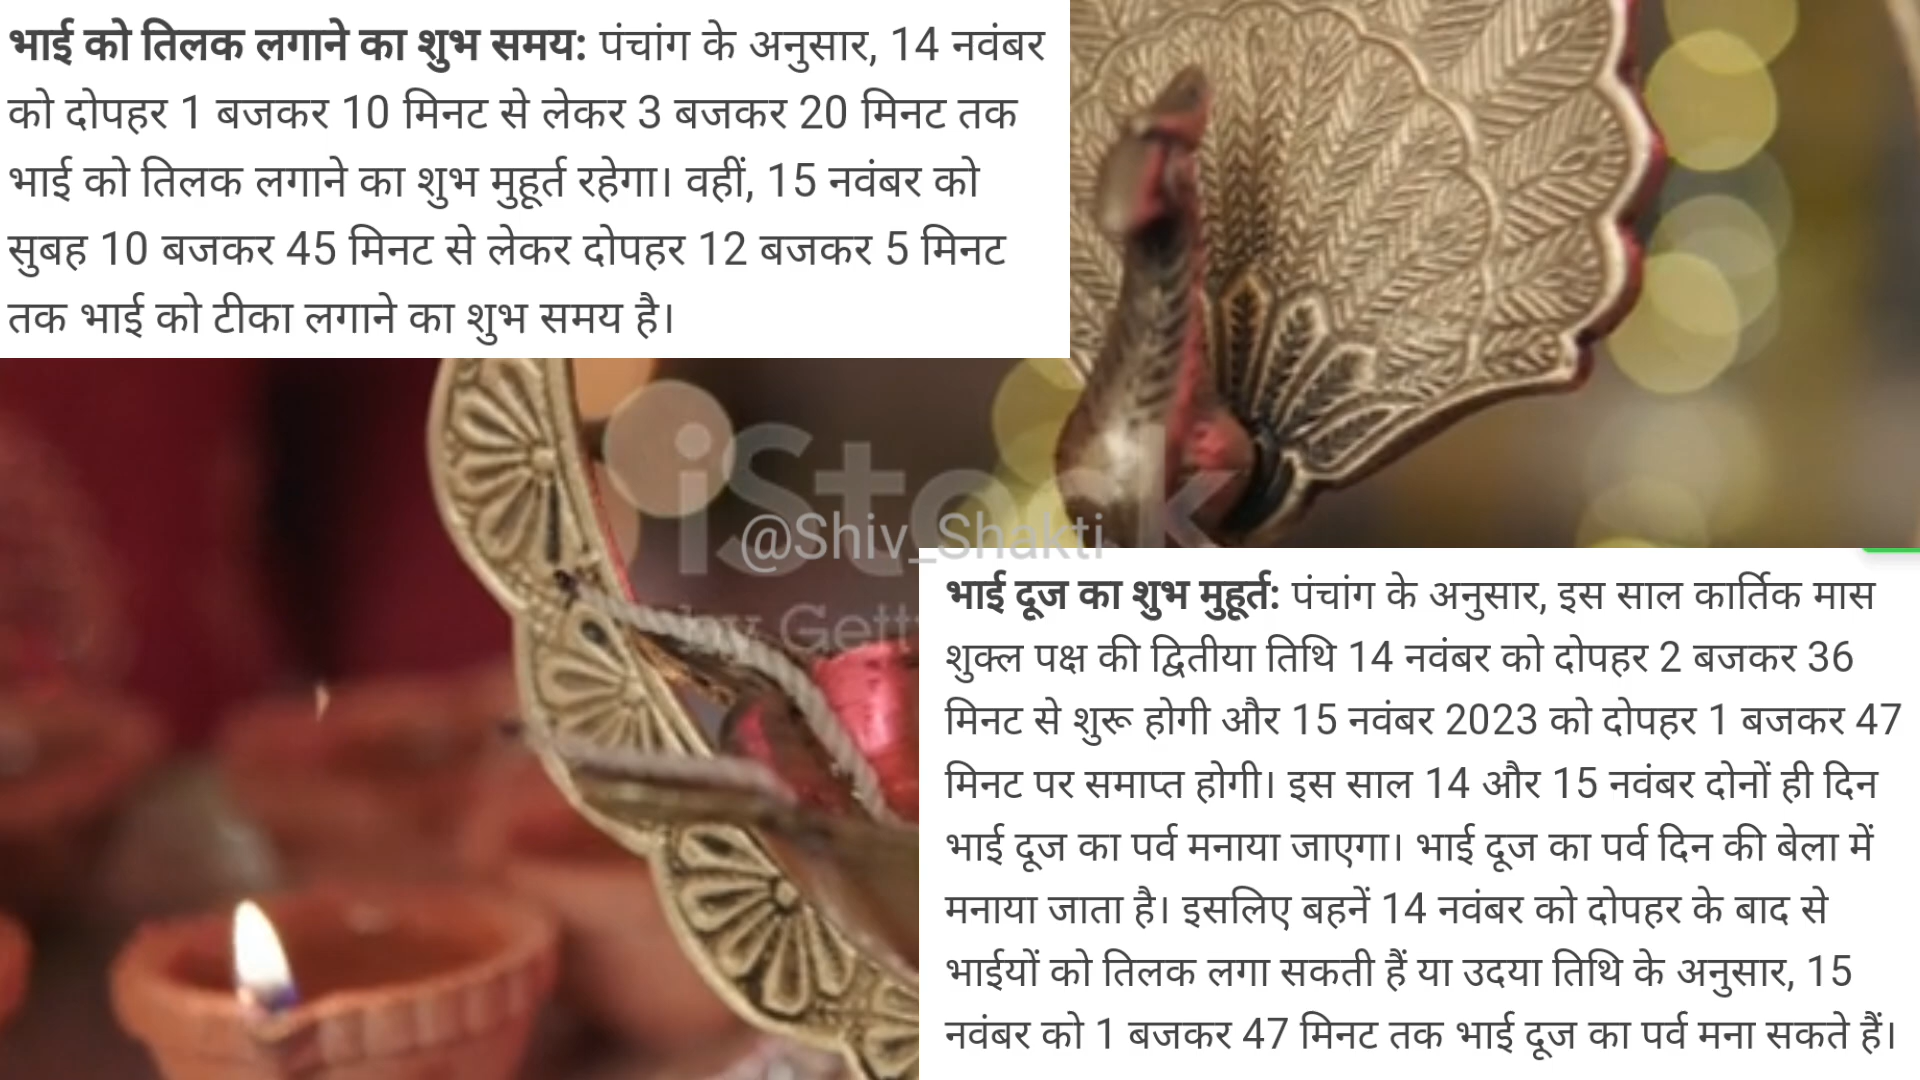 भाई को तिलक लगाने का शुभ समय: पंचांग के अनुसार, 14 नवंबर
को दोपहर 1 बजकर 10 मिनट से लेकर 3 बजकर 20 मिनट तक
भाई को तिलक लगाने का शुभ मुहूर्त रहेगा। वहीं, 15 नवंबर को
सुबह 10 बजकर 45 मिनट से लेकर दोपहर 12 बजकर 5 मिनट
तक भाई को टीका लगाने का शुभ समय है।
iStock
@Shiv_Shakti
by Gett
भाई दूज का शुभ मुहूर्त: पंचांग के अनुसार, इस साल कार्तिक मास
शुक्ल पक्ष की द्वितीया तिथि 14 नवंबर को दोपहर 2 बजकर 36
मिनट से शुरू होगी और 15 नवंबर 2023 को दोपहर 1 बजकर 47
मिनट पर समाप्त होगी। इस साल 14 और 15 नवंबर दोनों ही दिन
भाई दूज का पर्व मनाया जाएगा। भाई दूज का पर्व दिन की बेला में
मनाया जाता है। इसलिए बहनें 14 नवंबर को दोपहर के बाद से
भाईयों को तिलक लगा सकती हैं या उदया तिथि के अनुसार, 15
नवंबर को 1 बजकर 47 मिनट तक भाई दूज का पर्व मना सकते हैं।